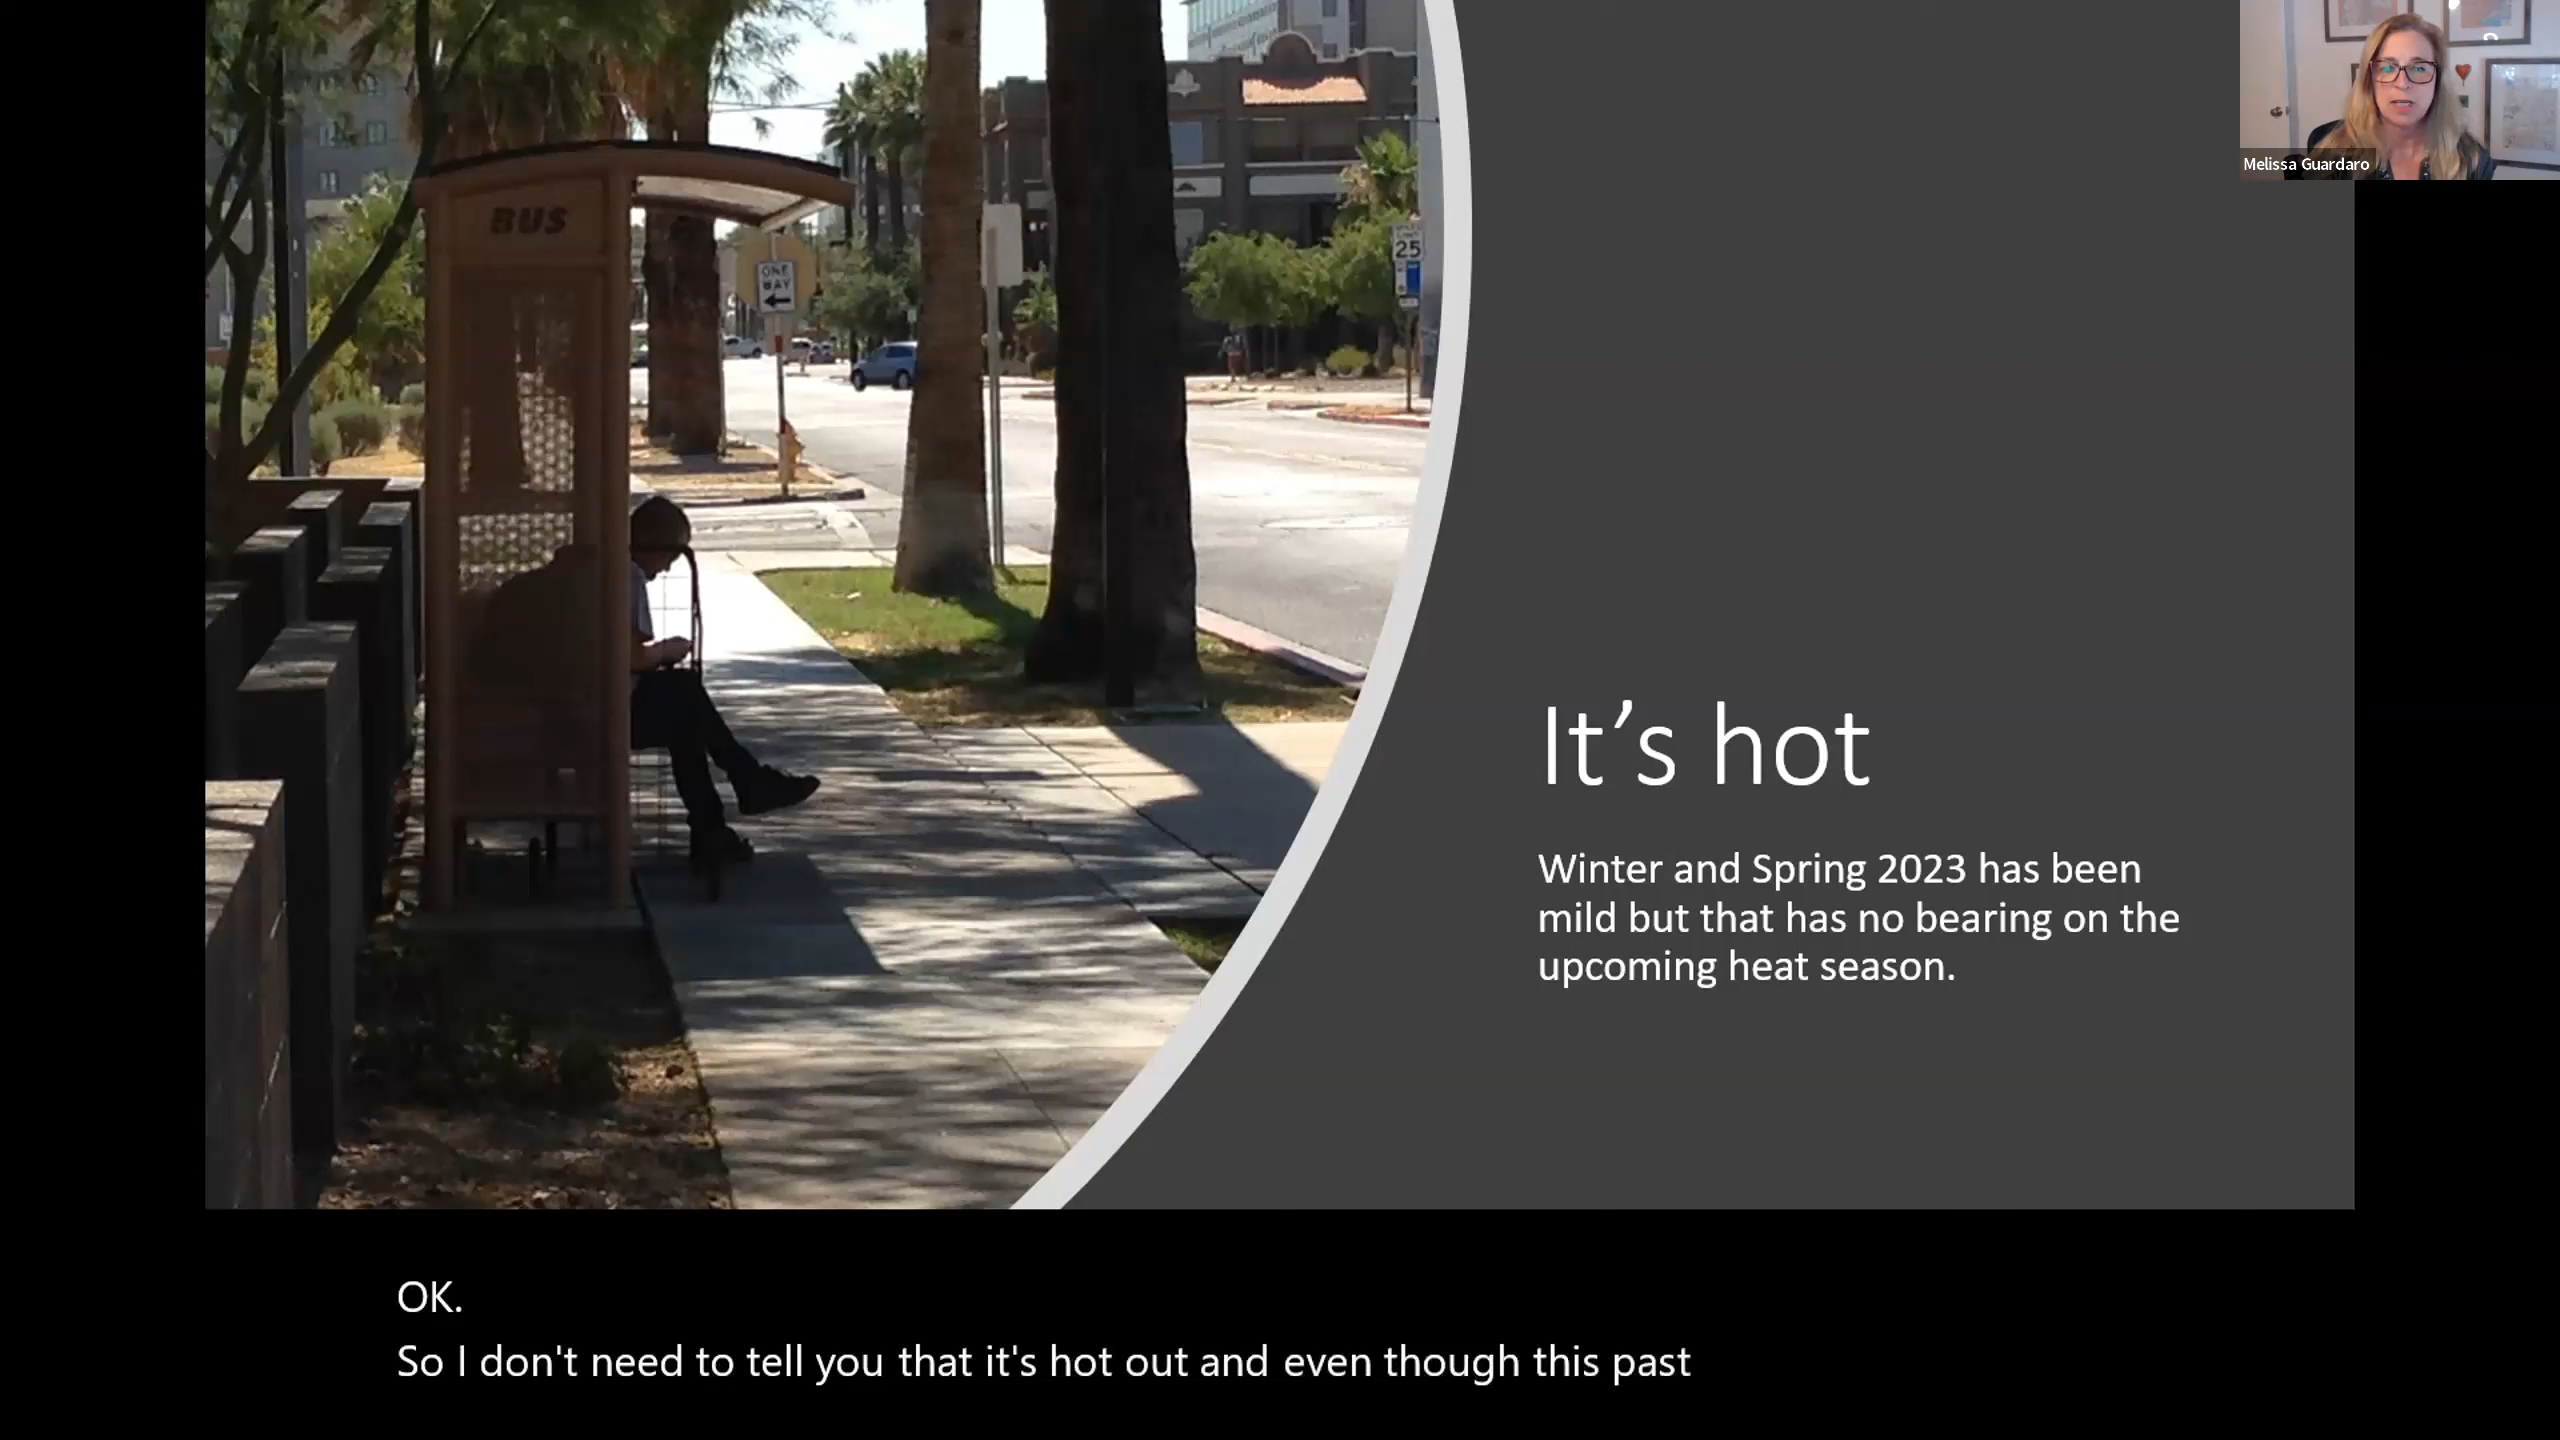 BUS
ONE
WAY
25
Melissa Guardaro
It's hot
Winter and Spring 2023 has been
mild but that has no bearing on the
upcoming heat season.
OK.
So I don't need to tell you that it's hot out and even though this past